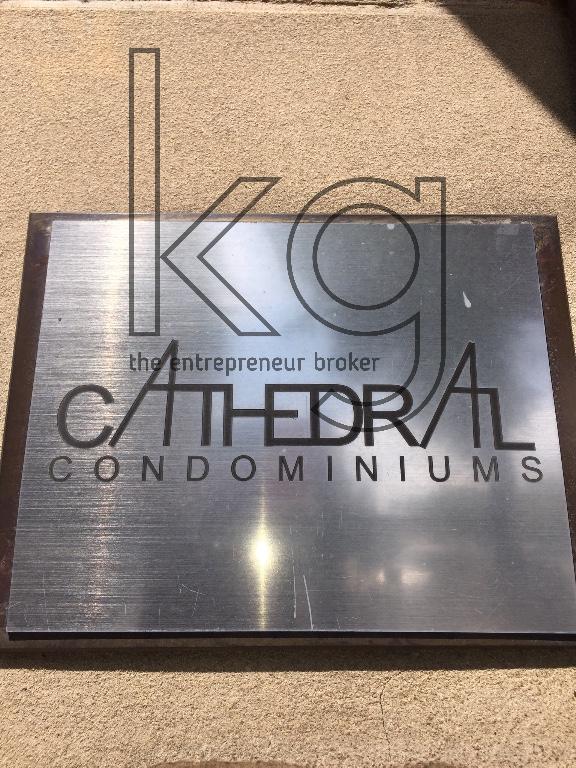 kg
the entrepreneur broker
CATHEDRAL
CONDOMINIUMS